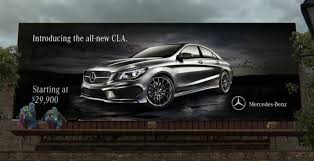 Introducing the all-new CLA.
Starting at
$29,900
Mercedes-Benz